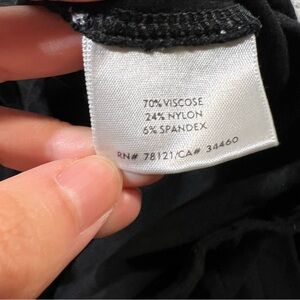 70% VISCOSE
24% NYLON
6% SPANDEX
RN# 78121/CA# 34460